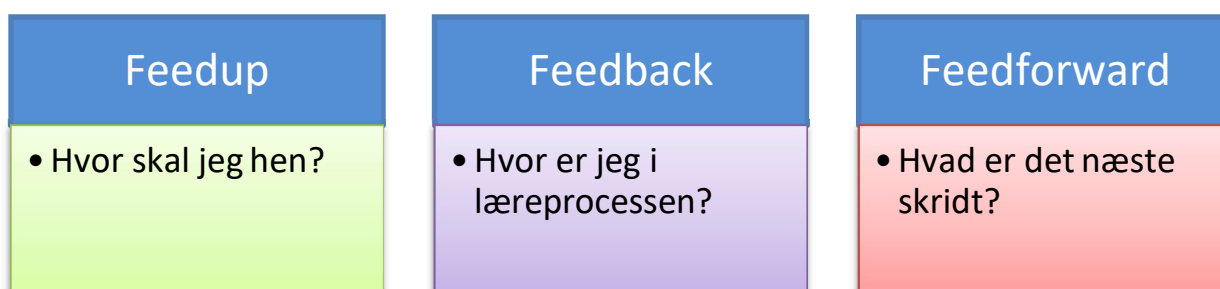 Feedup
• Hvor skal jeg hen?
Feedback
• Hvor er jeg i
læreprocessen?
Feedforward
• Hvad er det næste
skridt?